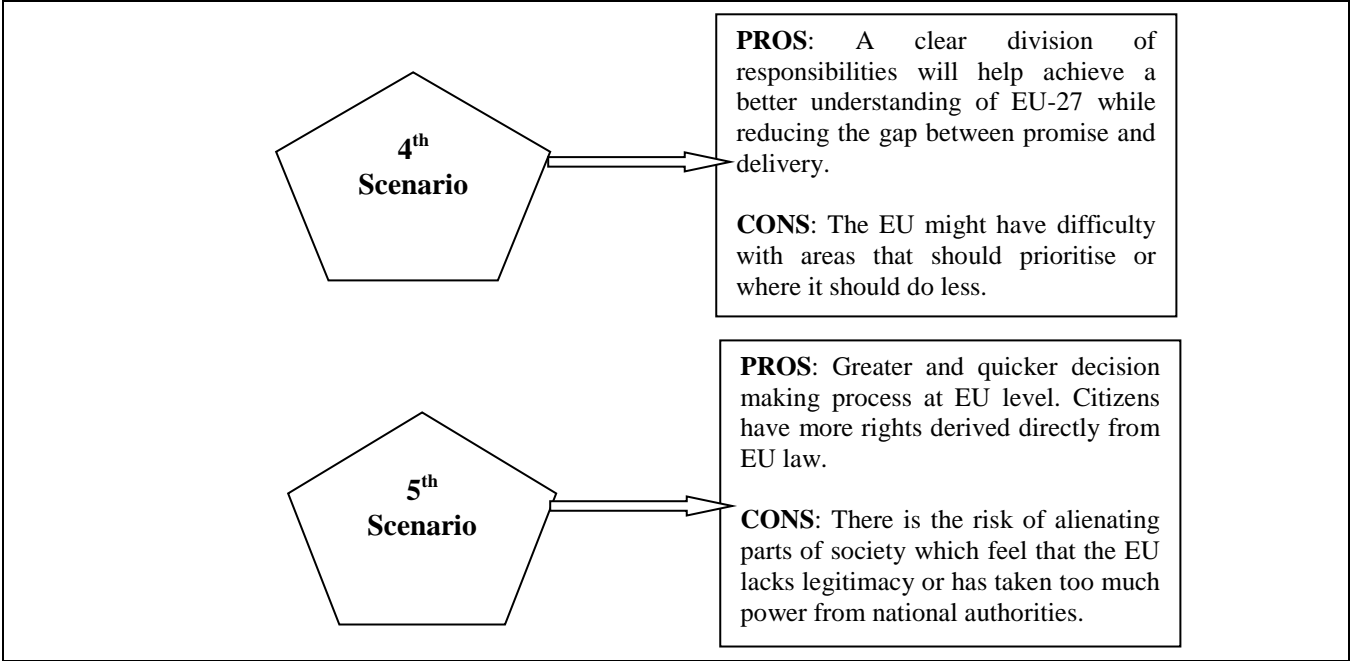 4th
Scenario
PROS: A clear division of
responsibilities will help achieve a
better understanding of EU-27 while
reducing the gap between promise and
delivery.
CONS: The EU might have difficulty
with areas that should prioritise or
where it should do less.
5th
Scenario
PROS: Greater and quicker decision
making process at EU level. Citizens
have more rights derived directly from
EU law.
CONS: There is the risk of alienating
parts of society which feel that the EU
lacks legitimacy or has taken too much
power from national authorities.